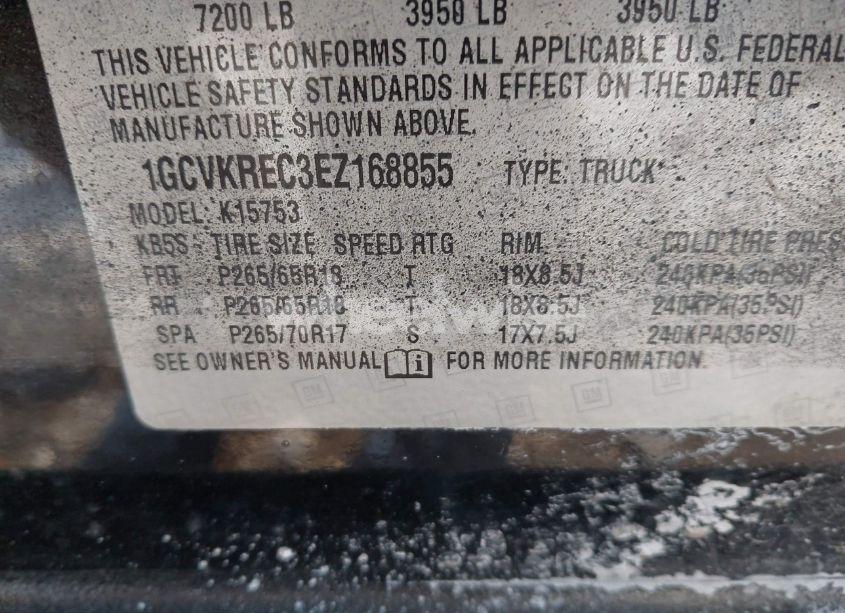 7200 LB 3950 LB 3950 LB
THIS VEHICLE CONFORMS TO ALL APPLICABLE U.S. FEDERAL
VEHICLE SAFETY STANDARDS IN EFFECT ON THE DATE OF
MANUFACTURE SHOWN ABOVE.
1GCVKREC3EZ168855 TYPE: TRUCK
MODEL: K15753
TIRE SIZE SPEED RTG RIM COLD TIRE PRES
FRT P265/65R18 T 18X8.5J 240KPA(35PSI)
RR P265/65R18 T 18X8.5J 240KPA(35PSI)
SPA P265/70R17 S 17X7.5J 240KPA(35PSI)
SEE OWNER'S MANUAL FOR MORE INFORMATION.